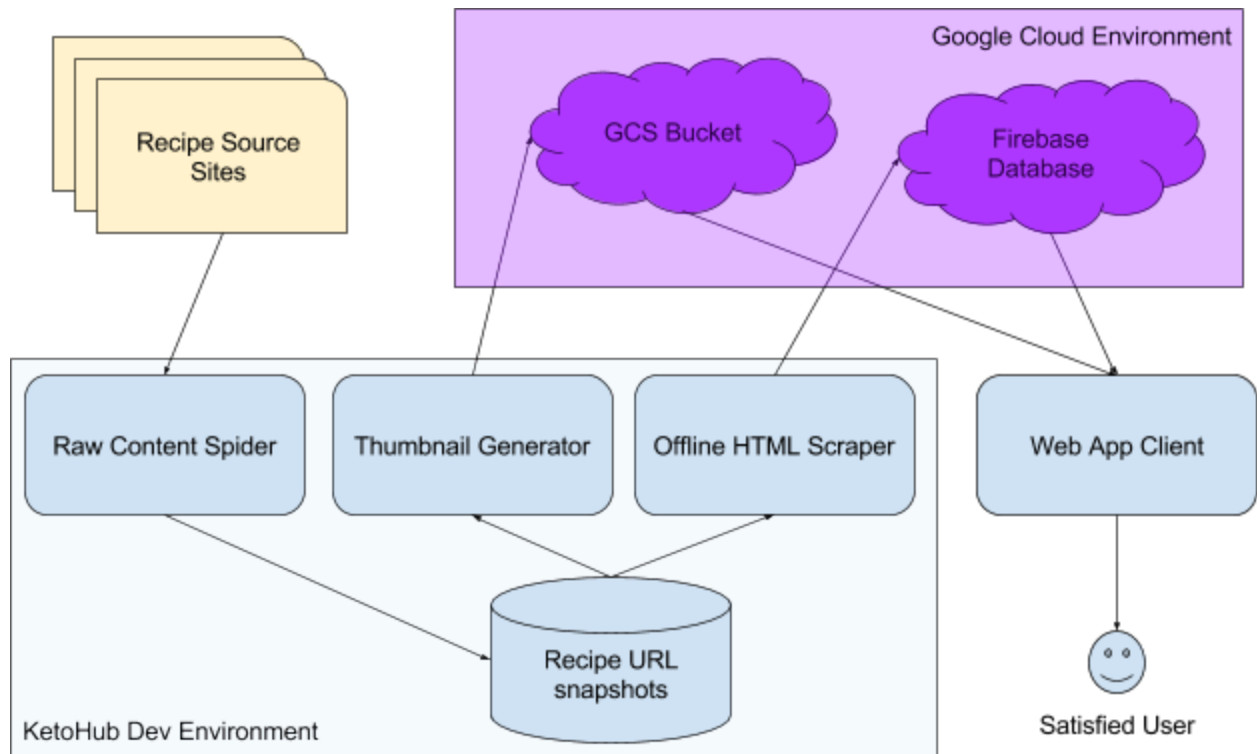 Google Cloud Environment
Recipe Source
Sites
GCS Bucket
Firebase
Database
Raw Content Spider
Thumbnail Generator
Offline HTML Scraper
Web App Client
Recipe URL
snapshots
KetoHub Dev Environment
Satisfied User